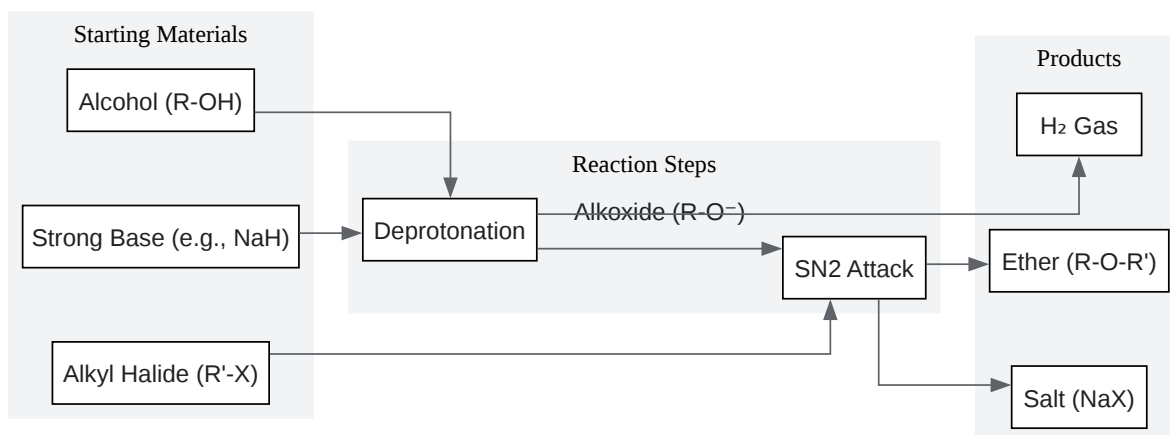 Starting Materials
Alcohol (R-OH)
Strong Base (e.g., NaH)
Alkyl Halide (R'-X)
Reaction Steps
Deprotonation
Alkoxide (R-O⁻)
SN2 Attack
Products
H₂ Gas
Ether (R-O-R')
Salt (NaX)